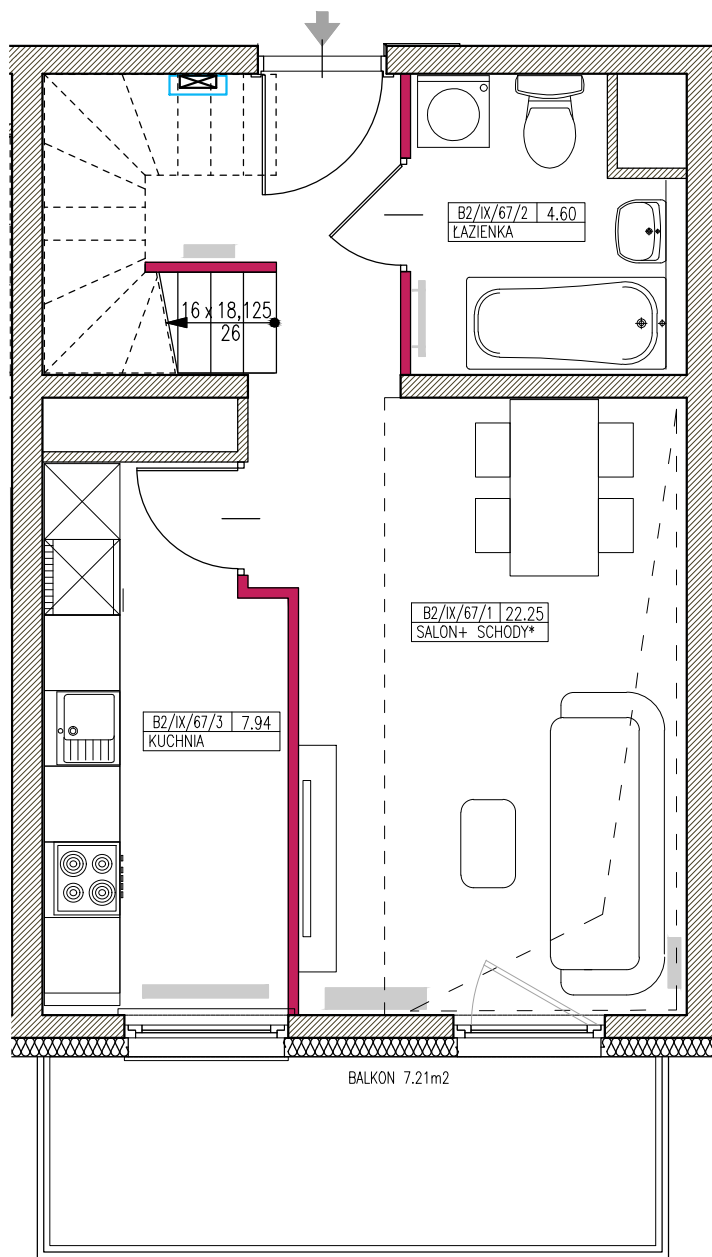 B2/IX/67/2 4.60
ŁAZIENKA
16 x 18,125
26
B2/IX/67/1 22.25
SALON+ SCHODY*
B2/IX/67/3 7.94
KUCHNIA
BALKON 7.21m2